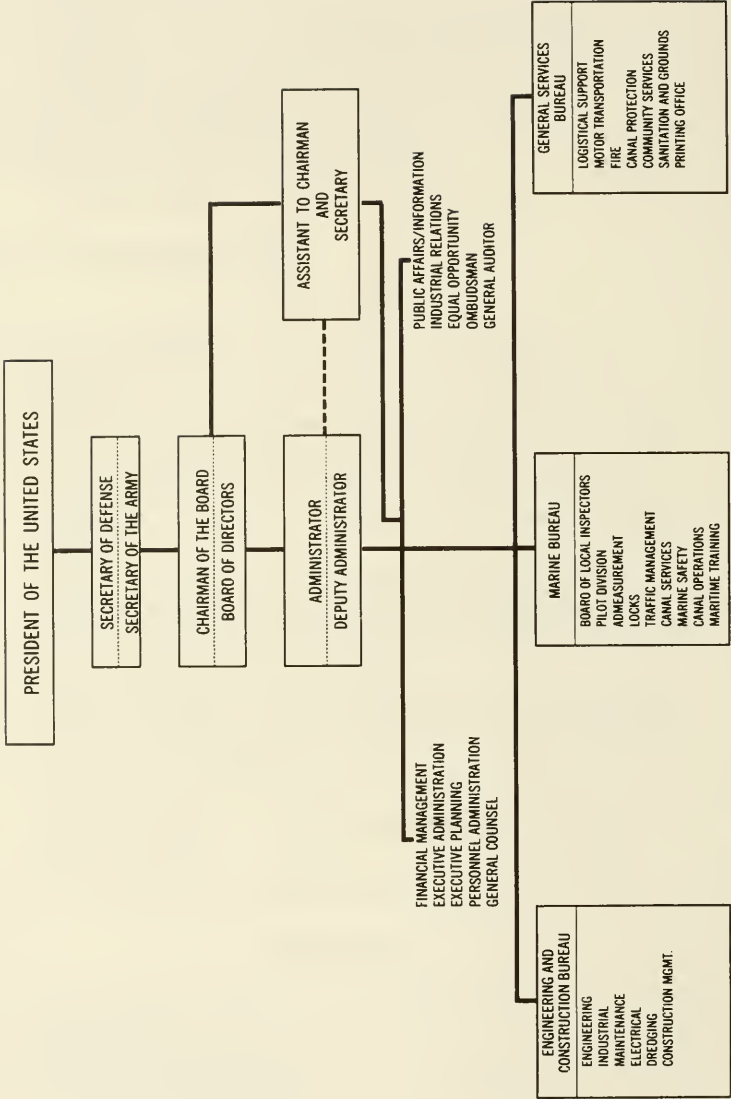 PRESIDENT OF THE UNITED STATES
SECRETARY OF DEFENSE
SECRETARY OF THE ARMY
CHAIRMAN OF THE BOARD
BOARD OF DIRECTORS
ADMINISTRATOR
DEPUTY ADMINISTRATOR
ASSISTANT TO CHAIRMAN
AND
SECRETARY
FINANCIAL MANAGEMENT
EXECUTIVE ADMINISTRATION
EXECUTIVE PLANNING
PERSONNEL ADMINISTRATION
GENERAL COUNSEL
PUBLIC AFFAIRS/INFORMATION
INDUSTRIAL RELATIONS
EQUAL OPPORTUNITY
OMBUDSMAN
GENERAL AUDITOR
ENGINEERING AND
CONSTRUCTION BUREAU
ENGINEERING
INDUSTRIAL
MAINTENANCE
ELECTRICAL
DREDGING
CONSTRUCTION MGMT.
MARINE BUREAU
BOARD OF LOCAL INSPECTORS
PILOT DIVISION
ADMEASUREMENT
LOCKS
TRAFFIC MANAGEMENT
CANAL SERVICES
MARINE SAFETY
CANAL OPERATIONS
MARITIME TRAINING
GENERAL SERVICES
BUREAU
LOGISTICAL SUPPORT
MOTOR TRANSPORTATION
FIRE
CANAL PROTECTION
COMMUNITY SERVICES
SANITATION AND GROUNDS
PRINTING OFFICE